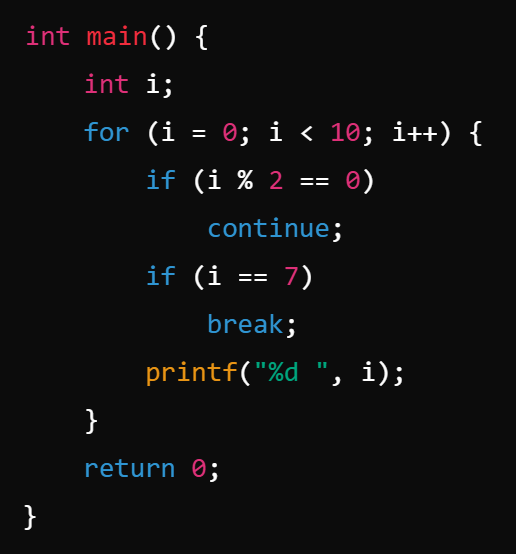 int main() {
    int i;
    for (i = 0; i < 10; i++) {
        if (i % 2 == 0)
            continue;
        if (i == 7)
            break;
        printf("%d ", i);
    }
    return 0;
}